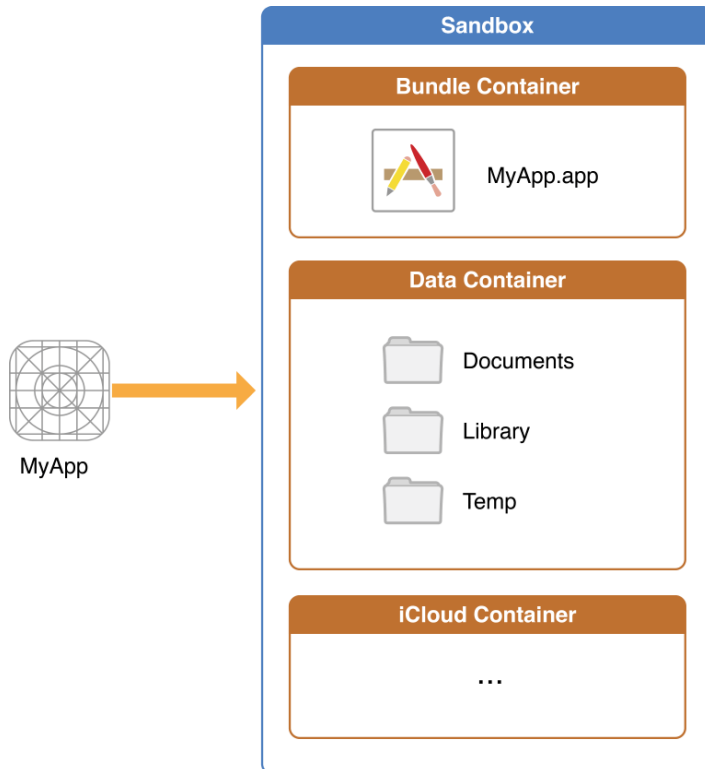 Sandbox
Bundle Container
MyApp.app
Data Container
Documents
Library
Temp
MyApp
iCloud Container
...